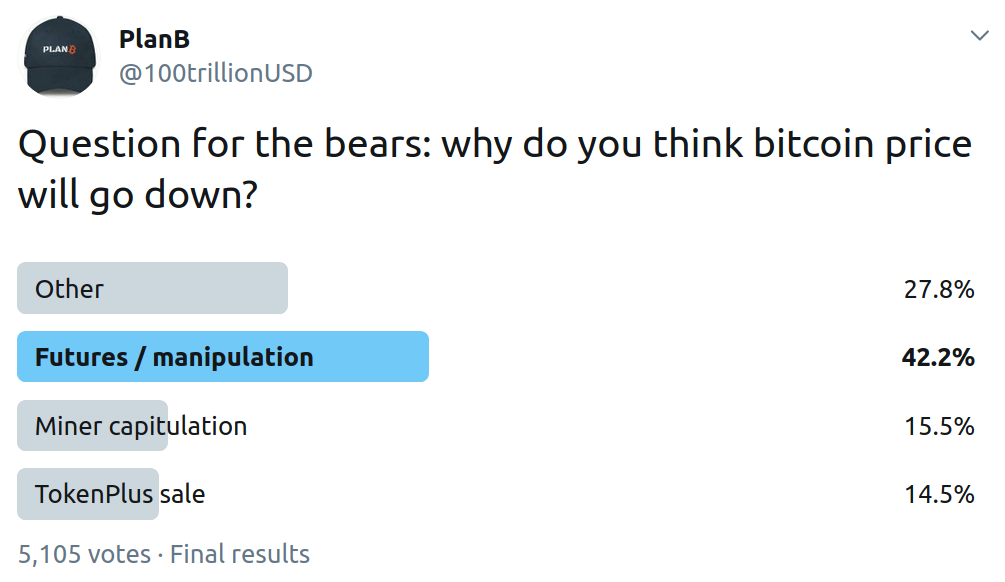 PLANB
PlanB
@100trillionUSD
Question for the bears: why do you think bitcoin price
will go down?
Other 27.8%
Futures / manipulation 42.2%
Miner capitulation 15.5%
TokenPlus sale 14.5%
5,105 votes · Final results